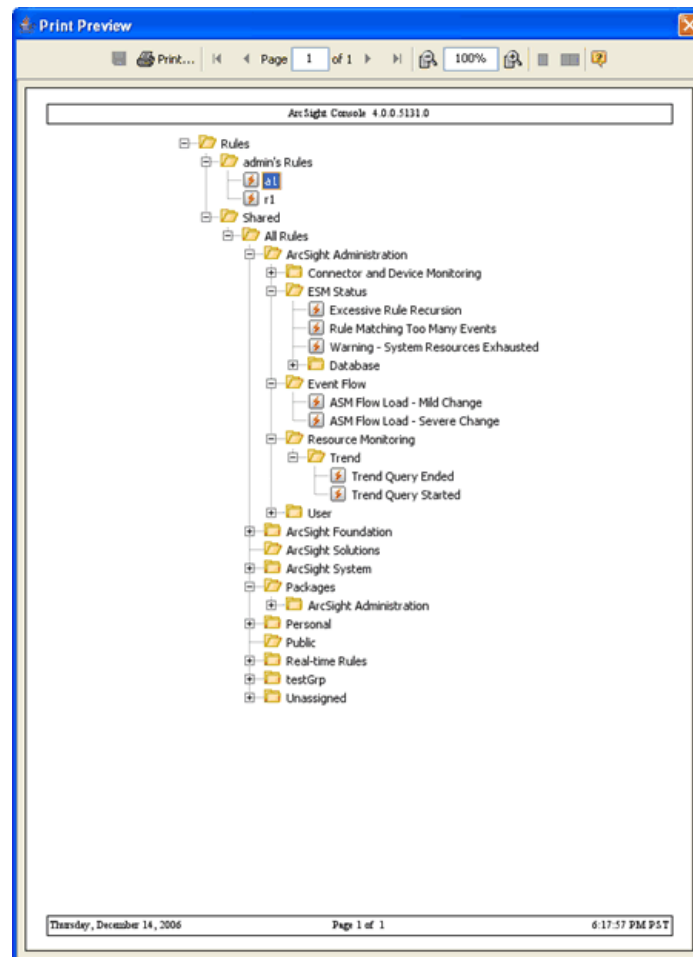 Print Preview
Print... Page 1 of 1 100%
ArcSight Console 4.0.0.5131.0
Rules
admin's Rules
a1
r1
Shared
All Rules
ArcSight Administration
Connector and Device Monitoring
ESM Status
Excessive Rule Recursion
Rule Matching Too Many Events
Warning - System Resources Exhausted
Database
Event Flow
ASM Flow Load - Mild Change
ASM Flow Load - Severe Change
Resource Monitoring
Trend
Trend Query Ended
Trend Query Started
User
ArcSight Foundation
ArcSight Solutions
ArcSight System
Packages
ArcSight Administration
Personal
Public
Real-time Rules
testGrp
Unassigned
Thursday, December 14, 2006 Page 1 of 1 6:17:57 PM PST